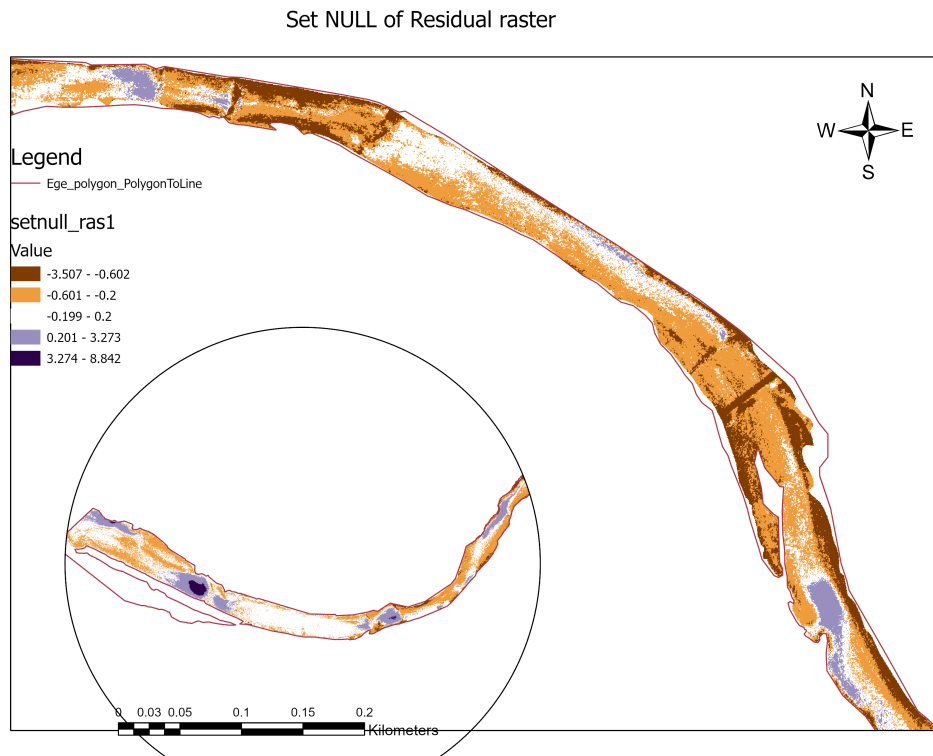 Set NULL of Residual raster
N
W E
S
Legend
Ege_polygon_PolygonToLine
setnull_ras1
Value
-3.507 - -0.602
-0.601 - -0.2
-0.199 - 0.2
0.201 - 3.273
3.274 - 8.842
0 0.03 0.05 0.1 0.15 0.2
Kilometers